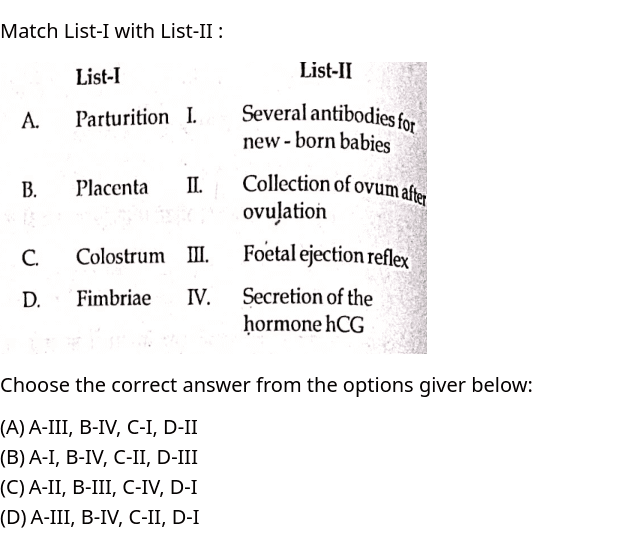 Match List-I with List-II :
List-I List-II
A. Parturition I. Several antibodies for
new - born babies
B. Placenta II. Collection of ovum after
ovulation
C. Colostrum III. Foetal ejection reflex
D. Fimbriae IV. Secretion of the
hormone hCG
Choose the correct answer from the options giver below:
(A) A-III, B-IV, C-I, D-II
(B) A-I, B-IV, C-II, D-III
(C) A-II, B-III, C-IV, D-I
(D) A-III, B-IV, C-II, D-I